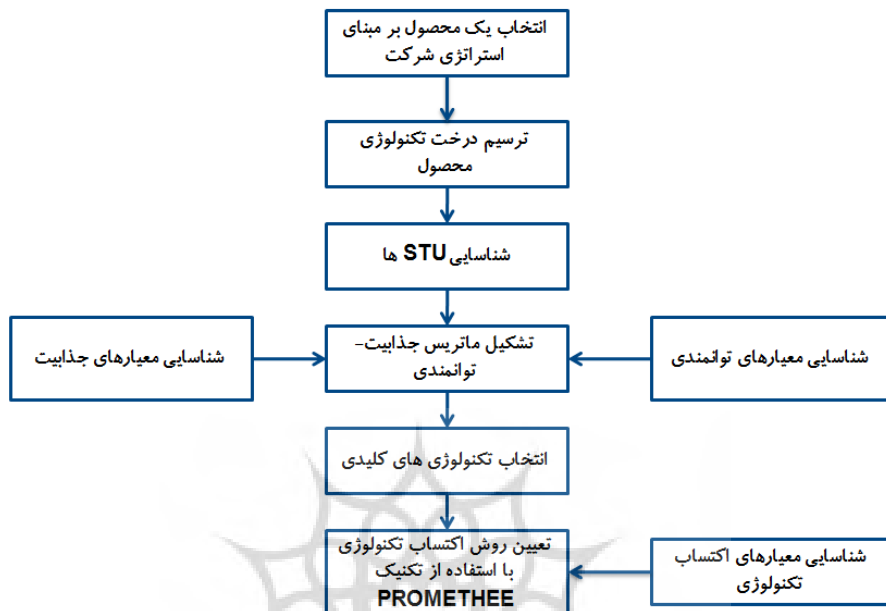 انتخاب یک محصول بر مبنای
استراتژی شرکت
ترسیم درخت تکنولوژی
محصول
شناسایی STU ها
شناسایی معیارهای توانمندی
تشکیل ماتریس جذابیت-
توانمندی
شناسایی معیارهای جذابیت
انتخاب تکنولوژی های کلیدی
تعیین روش اکتساب تکنولوژی
با استفاده از تکنیک
PROMETHEE
شناسایی معیارهای اکتساب
تکنولوژی